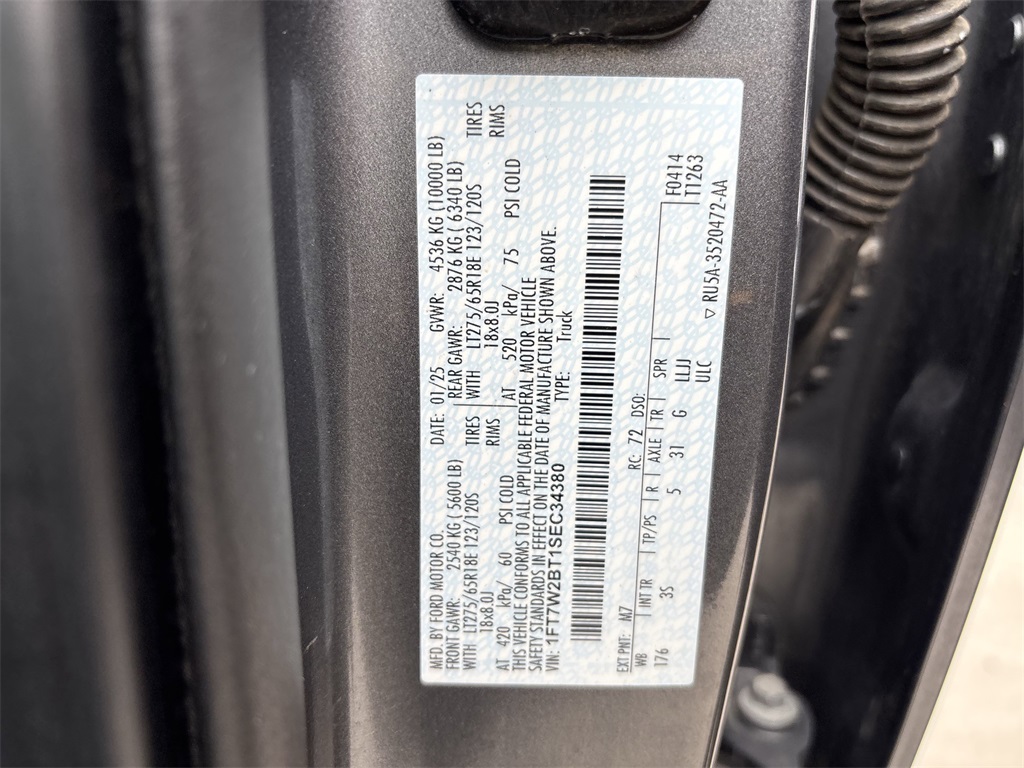 MFD. BY FORD MOTOR CO.
DATE: 01/25 GVWR: 4536 KG (10000 LB)
FRONT GAWR: 2540 KG ( 5600 LB) REAR GAWR: 2876 KG ( 6340 LB)
WITH LT275/65R18E 123/120S TIRES WITH LT275/65R18E 123/120S TIRES
18x8.0J RIMS 18x8.0J RIMS
AT 420 kPa/ 60 PSI COLD AT 520 kPa/ 75 PSI COLD
THIS VEHICLE CONFORMS TO ALL APPLICABLE FEDERAL MOTOR VEHICLE
SAFETY STANDARDS IN EFFECT ON THE DATE OF MANUFACTURE SHOWN ABOVE.
VIN: 1FT7W2BT1SEC34380 TYPE: Truck
EXT PNT: M7 RC: 72 DSO: F0414
WB INT TR TP/PS R AXLE TR SPR T1263
176 3S 5 31 G LLJ
ULC
▽ RU5A-3520472-AA